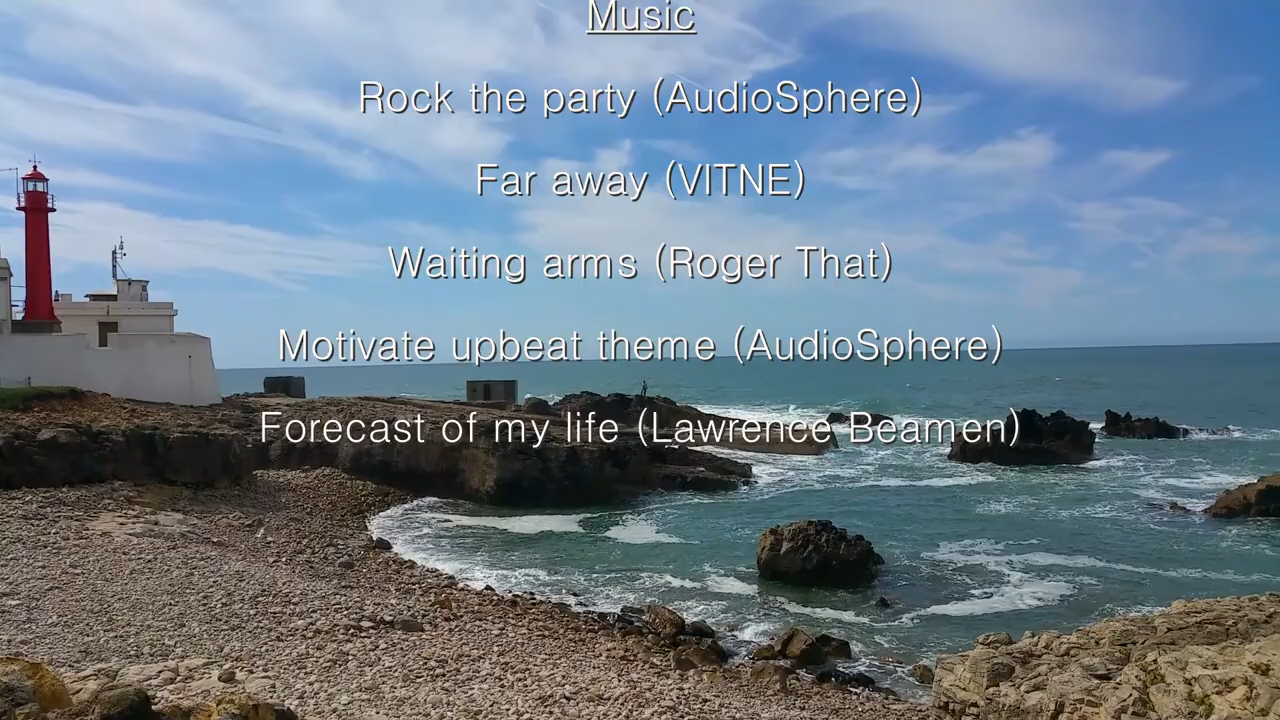 Music
Rock the party (AudioSphere)
Far away (VITNE)
Waiting arms (Roger That)
Motivate upbeat theme (AudioSphere)
Forecast of my life (Lawrence Beamen)